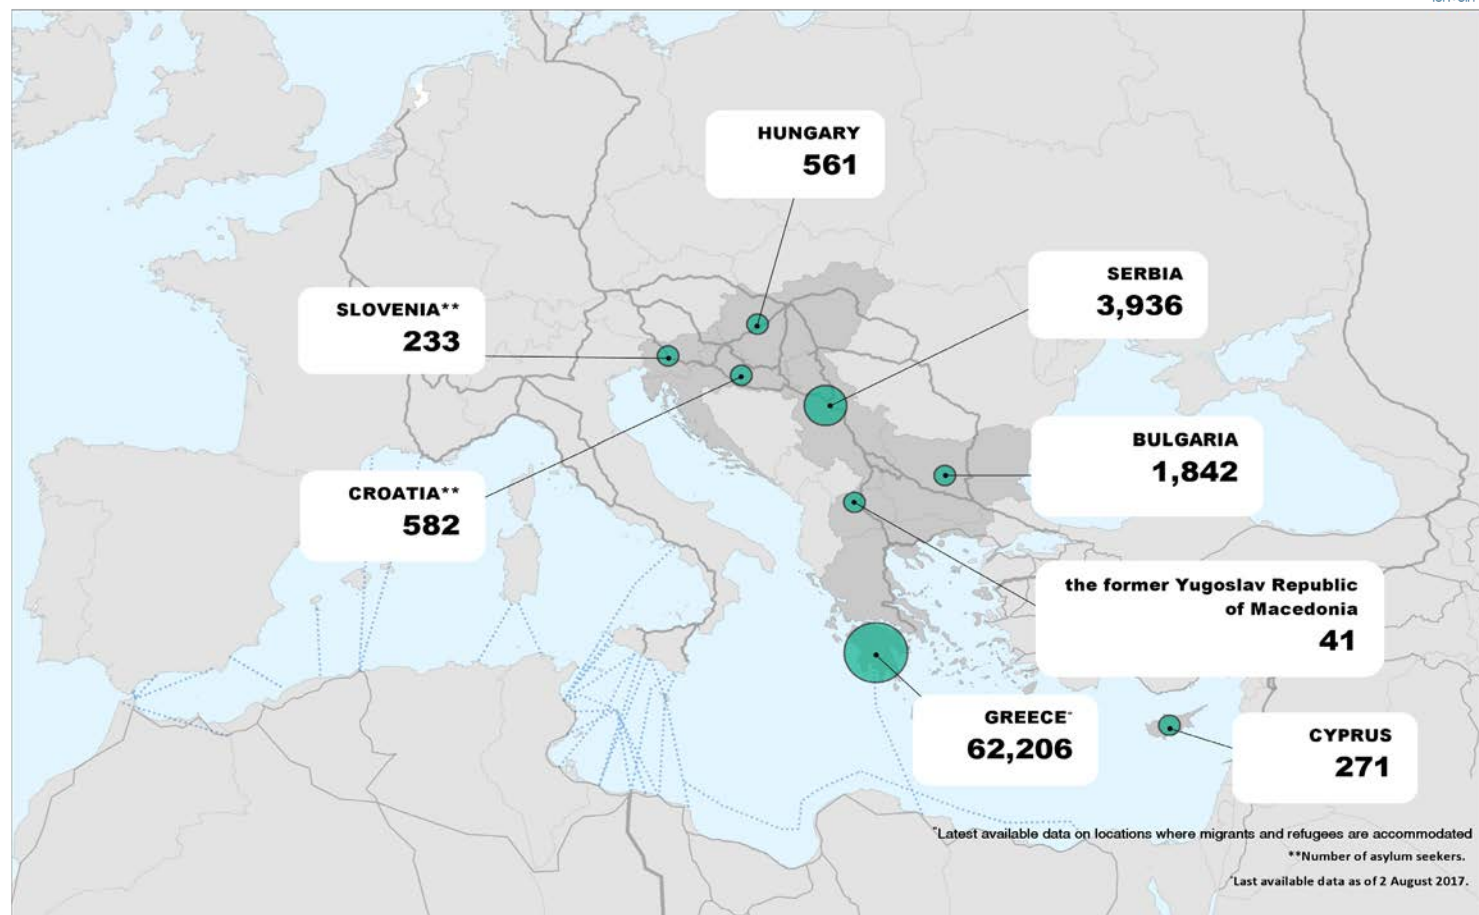 HUNGARY
561
SERBIA
3,936
SLOVENIA**
233
BULGARIA
1,842
CROATIA**
582
the former Yugoslav Republic
of Macedonia
41
GREECE*
62,206
CYPRUS
271
*Latest available data on locations where migrants and refugees are accommodated
**Number of asylum seekers.
*Last available data as of 2 August 2017.